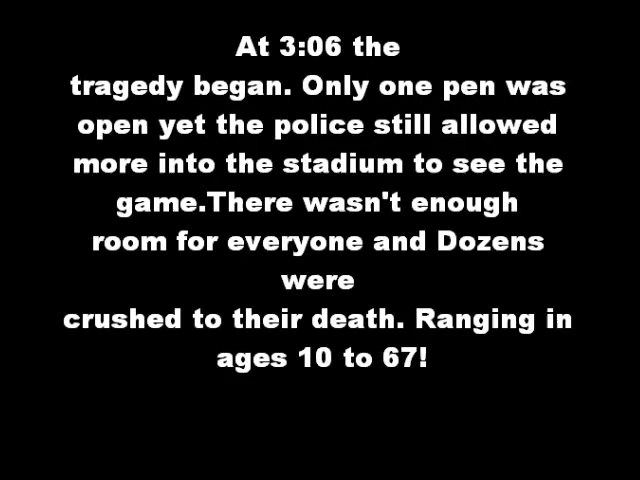 At 3:06 the
tragedy began. Only one pen was
open yet the police still allowed
more into the stadium to see the
game.There wasn't enough
room for everyone and Dozens
were
crushed to their death. Ranging in
ages 10 to 67!